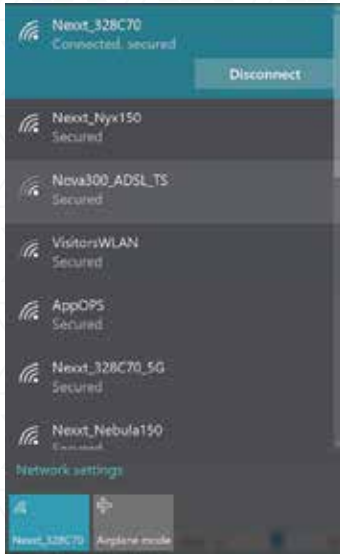 Nexxt_328C70
Connected, secured
Disconnect
Nexxt_Nyx150
Secured
Nova300_ADSL_TS
Secured
VisitorsWLAN
Secured
AppOPS
Secured
Nexxt_328C70_5G
Secured
Nexxt_Nebula150
Secured
Network settings
Nexxt_328C70
Airplane mode